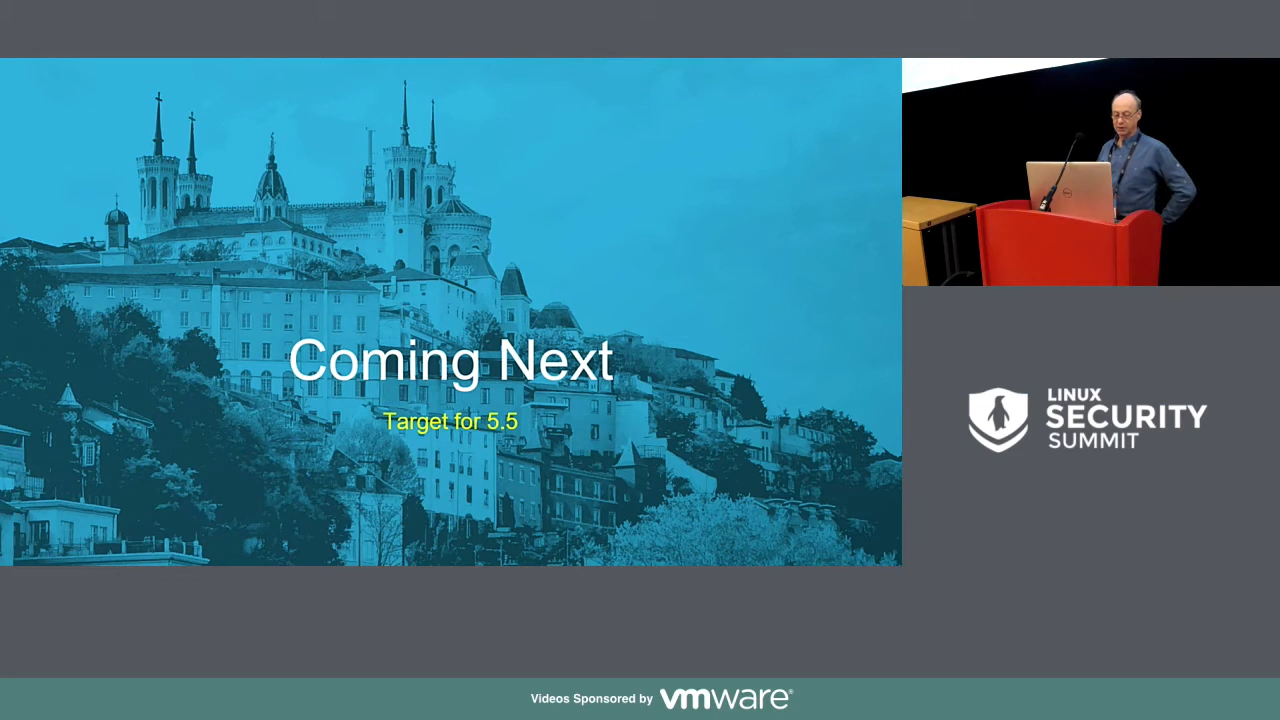 Coming Next
Target for 5.5
LINUX
SECURITY
SUMMIT
Videos Sponsored by vmware®